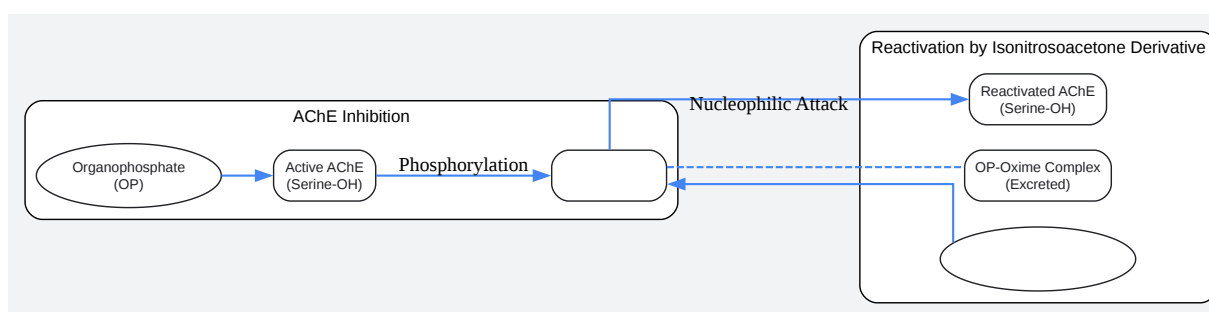 AChE Inhibition
Organophosphate
(OP)
Active AChE
(Serine-OH)
Phosphorylation
Nucleophilic Attack
Reactivation by Isonitrosoacetone Derivative
Reactivated AChE
(Serine-OH)
OP-Oxime Complex
(Excreted)